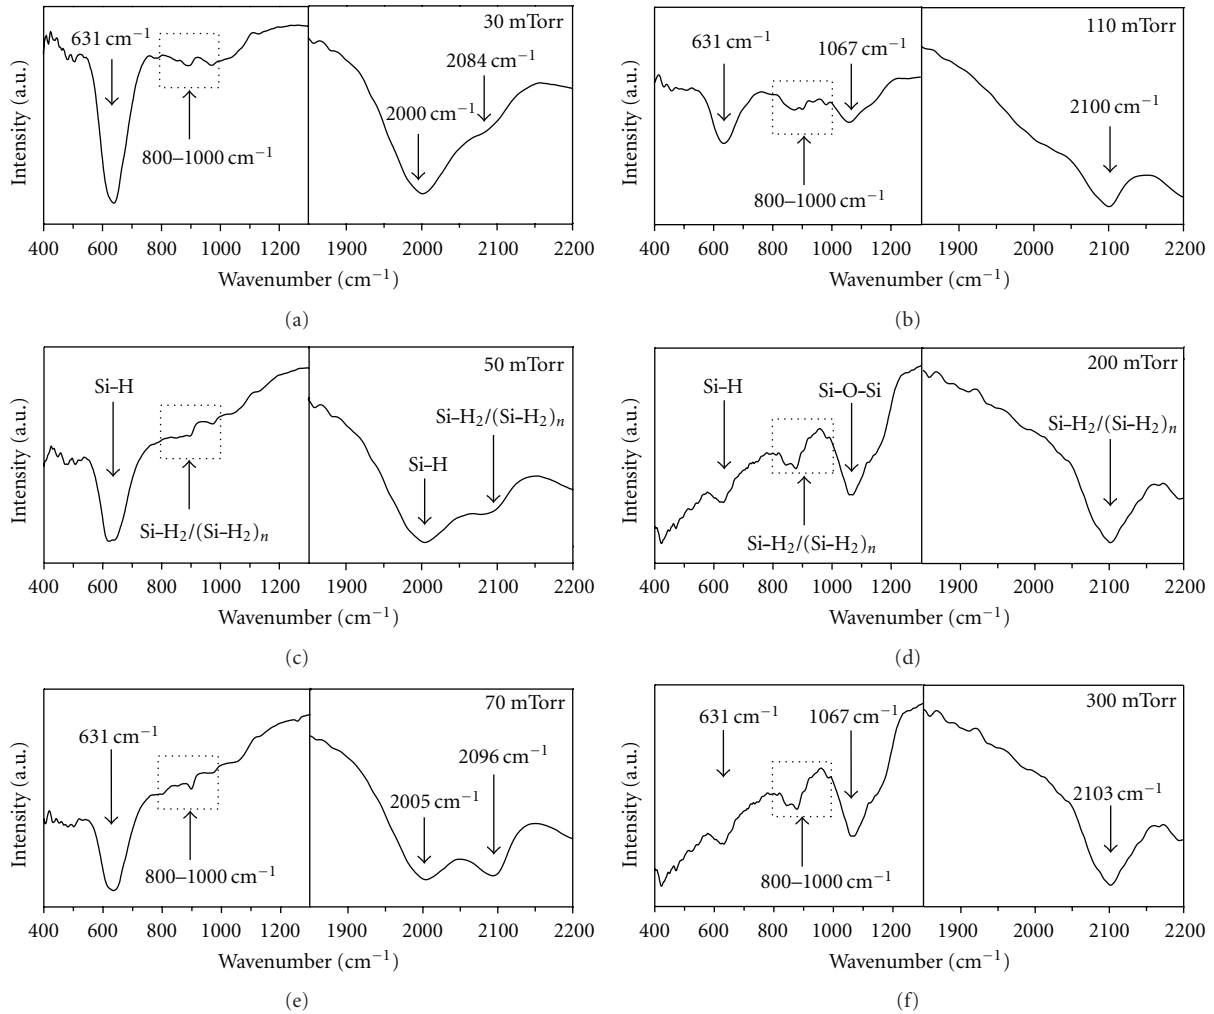 30 mTorr
631 cm⁻¹
2084 cm⁻¹
2000 cm⁻¹
800–1000 cm⁻¹
Intensity (a.u.)
400 600 800 1000 1200 1900 2000 2100 2200
Wavenumber (cm⁻¹)
(a)
110 mTorr
631 cm⁻¹
1067 cm⁻¹
2100 cm⁻¹
800–1000 cm⁻¹
Intensity (a.u.)
400 600 800 1000 1200 1900 2000 2100 2200
Wavenumber (cm⁻¹)
(b)
50 mTorr
Si–H
Si–H₂/(Si–H₂)ₙ
Si–H
Si–H₂/(Si–H₂)ₙ
Intensity (a.u.)
400 600 800 1000 1200 1900 2000 2100 2200
Wavenumber (cm⁻¹)
(c)
200 mTorr
Si–H
Si–O–Si
Si–H₂/(Si–H₂)ₙ
Si–H₂/(Si–H₂)ₙ
Intensity (a.u.)
400 600 800 1000 1200 1900 2000 2100 2200
Wavenumber (cm⁻¹)
(d)
70 mTorr
631 cm⁻¹
2096 cm⁻¹
2005 cm⁻¹
800–1000 cm⁻¹
Intensity (a.u.)
400 600 800 1000 1200 1900 2000 2100 2200
Wavenumber (cm⁻¹)
(e)
300 mTorr
631 cm⁻¹
1067 cm⁻¹
2103 cm⁻¹
800–1000 cm⁻¹
Intensity (a.u.)
400 600 800 1000 1200 1900 2000 2100 2200
Wavenumber (cm⁻¹)
(f)